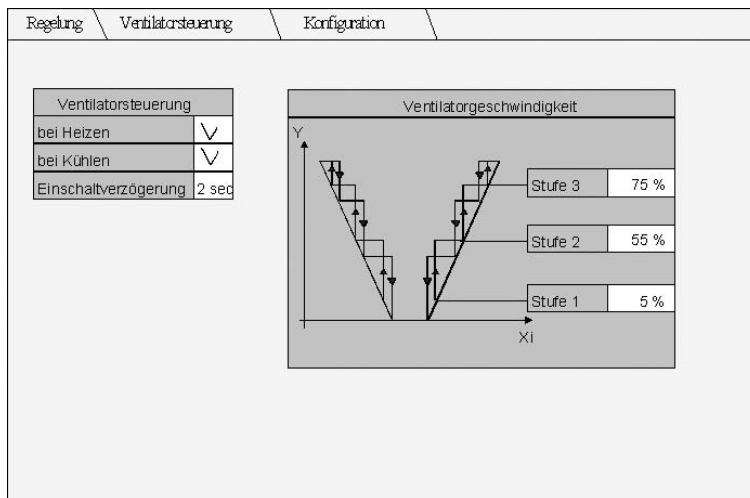 Regelung Ventilatorsteuerung Konfiguration
Ventilatorsteuerung
bei Heizen
bei Kühlen
Einschaltverzögerung 2 sec
Ventilatorgeschwindigkeit
Y
Stufe 3 75 %
Stufe 2 55 %
Stufe 1 5 %
Xi